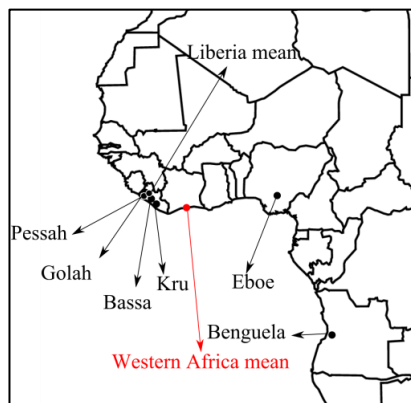 Liberia mean
Pessah
Golah
Bassa
Kru
Eboe
Benguela
Western Africa mean